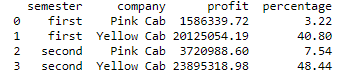 semester company profit percentage
0 first Pink Cab 1586339.72 3.22
1 first Yellow Cab 20125054.19 40.80
2 second Pink Cab 3720988.60 7.54
3 second Yellow Cab 23895318.98 48.44